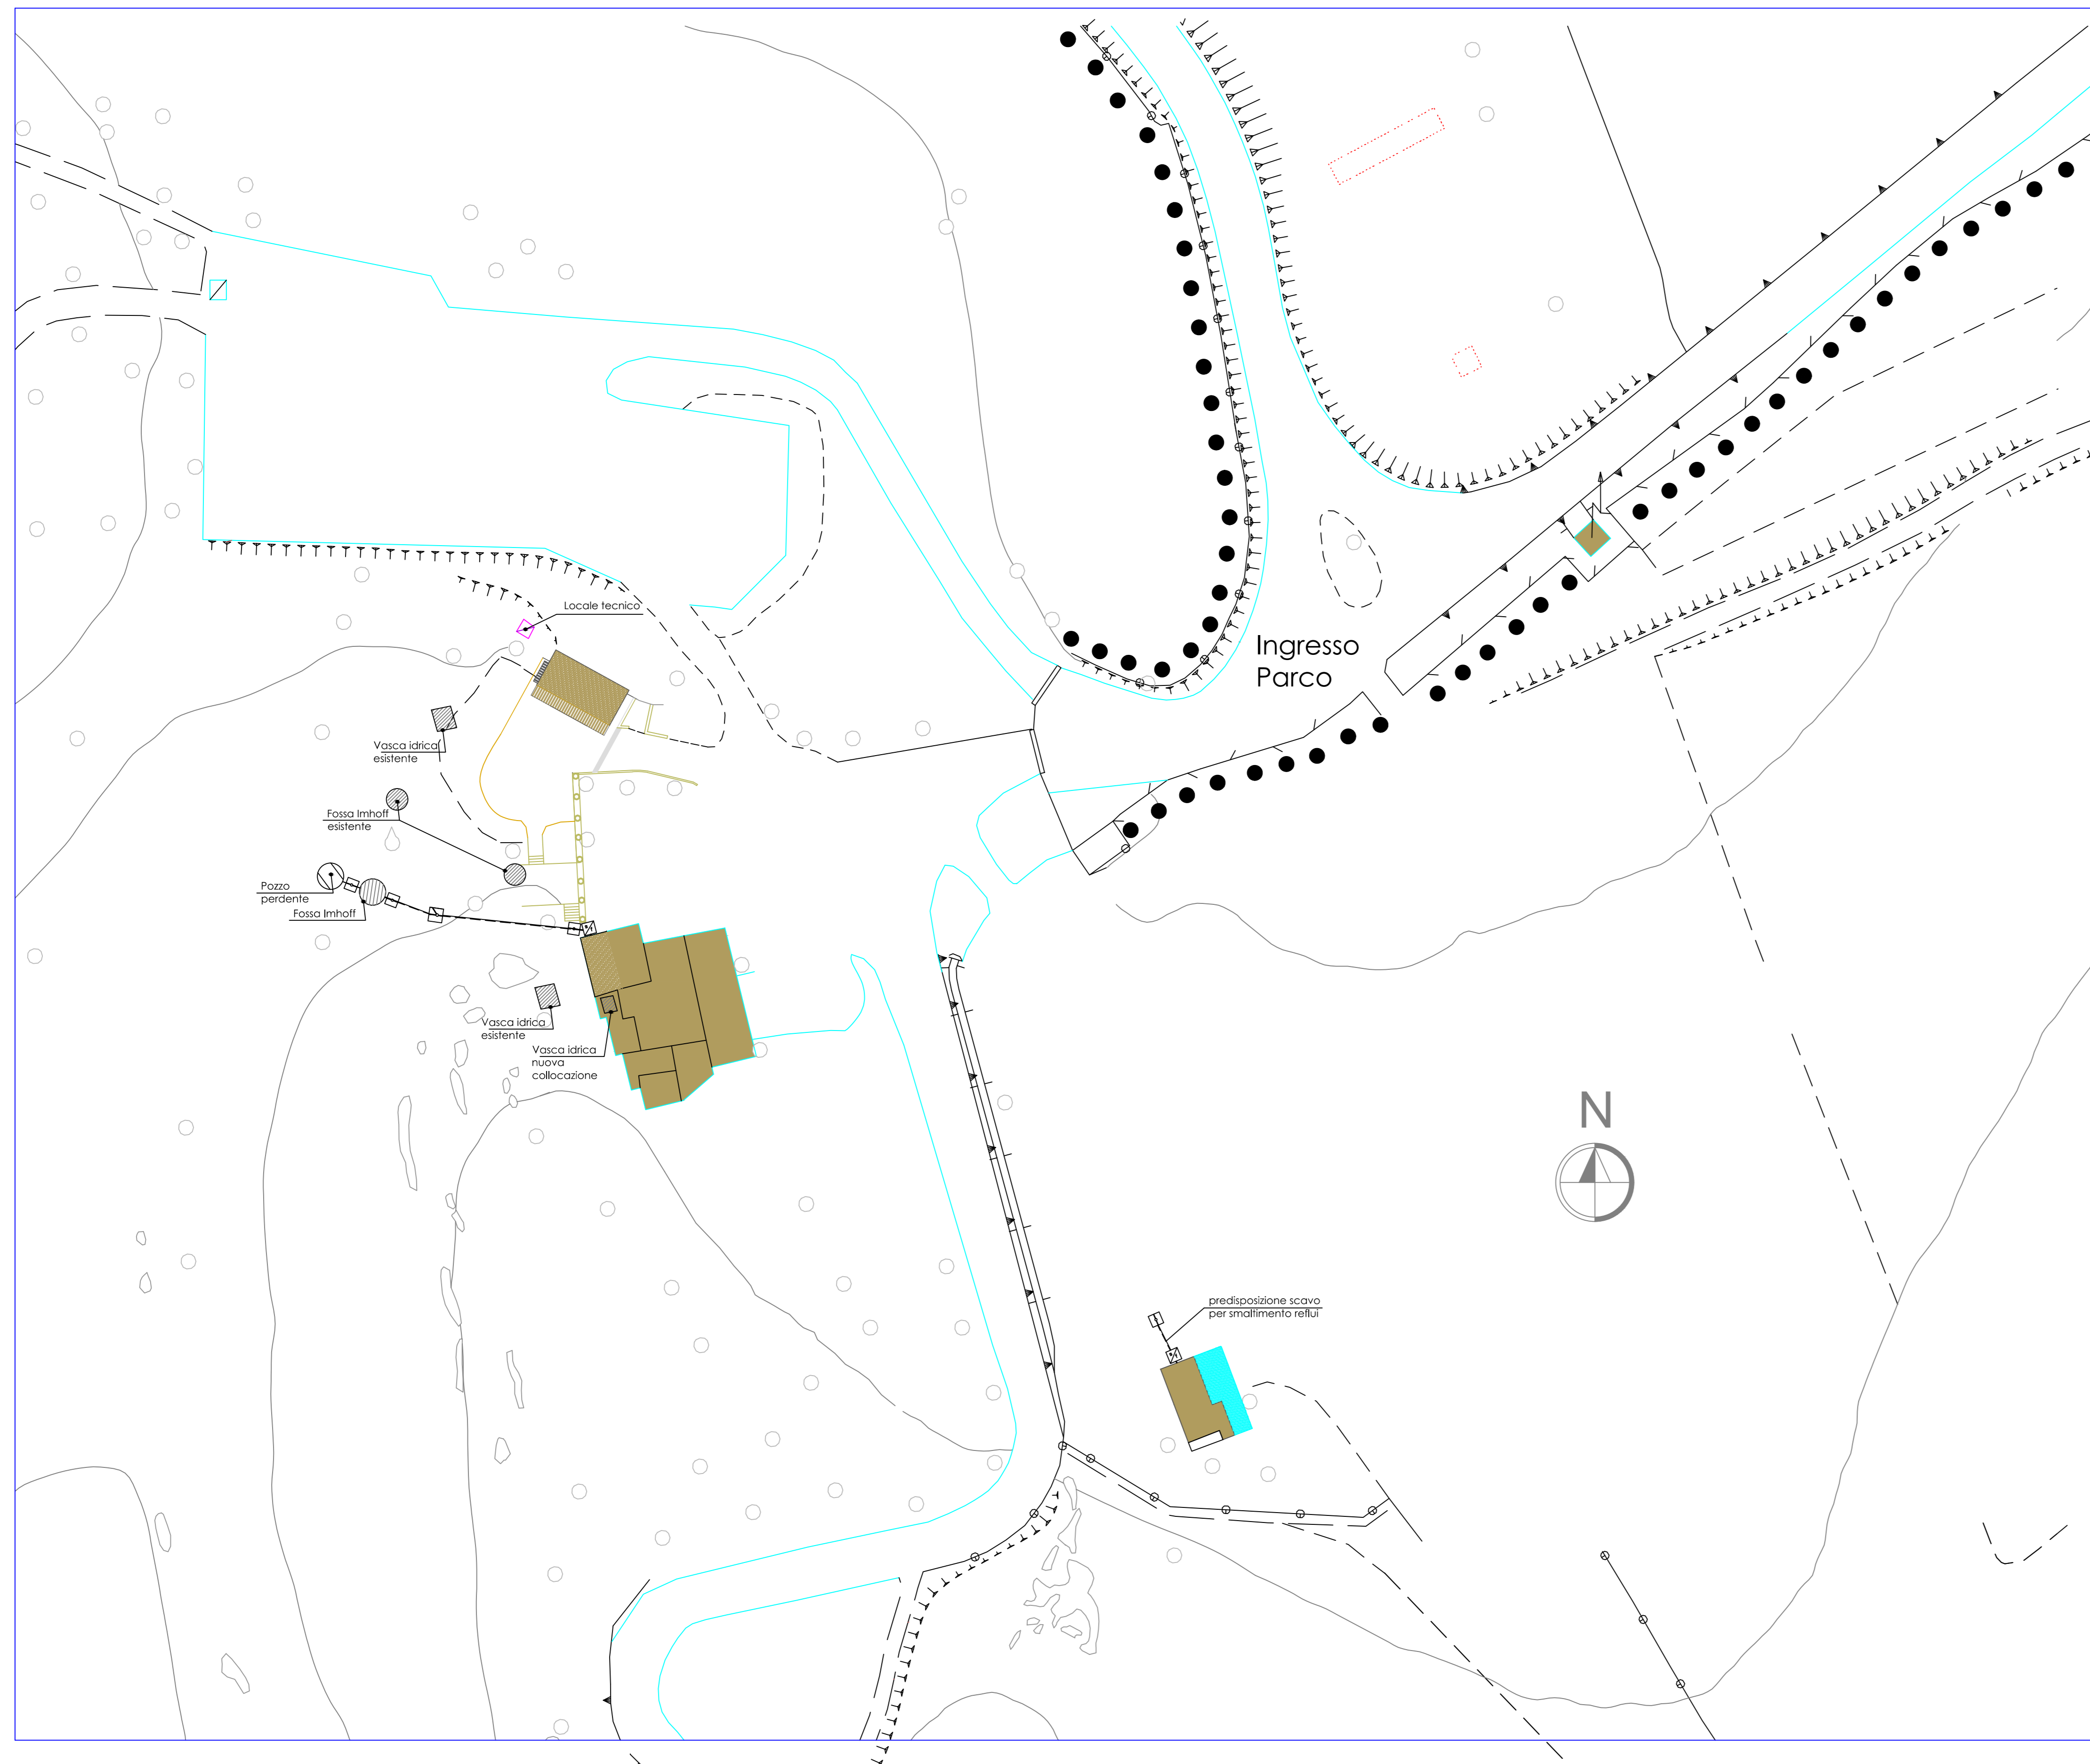 Locale tecnico
Ingresso
Parco
Vasca idrica
esistente
Fossa Imhoff
esistente
Pozzo
perdente
Fossa Imhoff
Vasca idrica
esistente
Vasca idrica
nuova
collocazione
N
predisposizione scavo
per smaltimento reflui